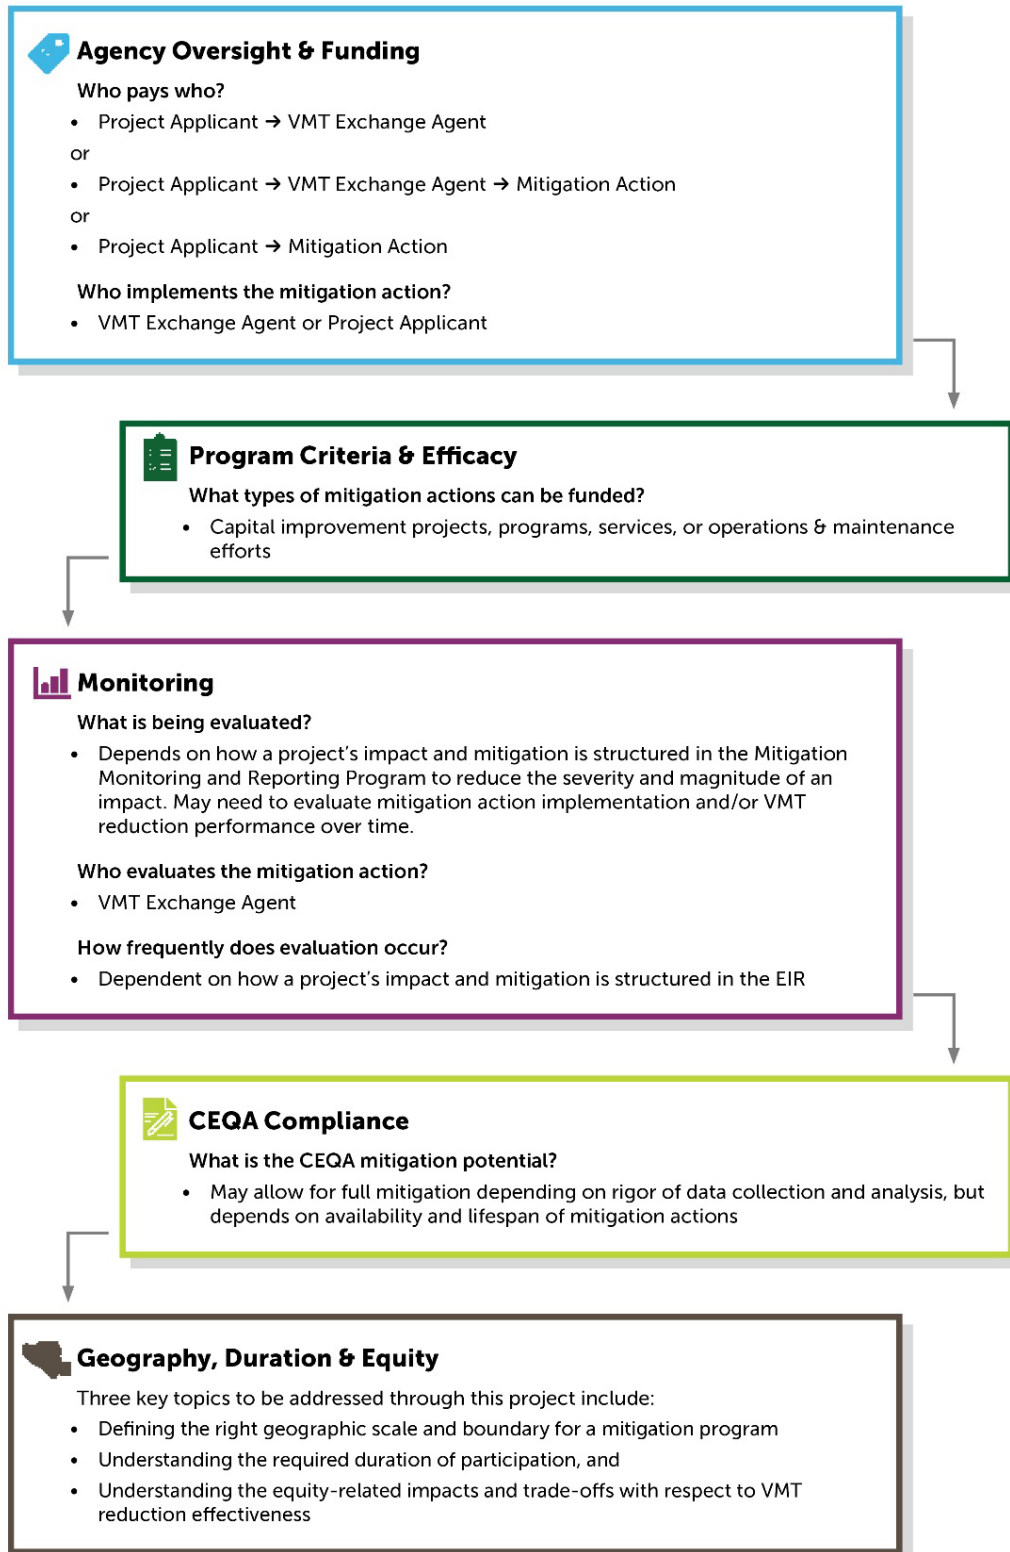 Agency Oversight & Funding
Who pays who?
• Project Applicant → VMT Exchange Agent
or
• Project Applicant → VMT Exchange Agent → Mitigation Action
or
• Project Applicant → Mitigation Action
Who implements the mitigation action?
• VMT Exchange Agent or Project Applicant
Program Criteria & Efficacy
What types of mitigation actions can be funded?
• Capital improvement projects, programs, services, or operations & maintenance
efforts
Monitoring
What is being evaluated?
• Depends on how a project's impact and mitigation is structured in the Mitigation
Monitoring and Reporting Program to reduce the severity and magnitude of an
impact. May need to evaluate mitigation action implementation and/or VMT
reduction performance over time.
Who evaluates the mitigation action?
• VMT Exchange Agent
How frequently does evaluation occur?
• Dependent on how a project's impact and mitigation is structured in the EIR
CEQA Compliance
What is the CEQA mitigation potential?
• May allow for full mitigation depending on rigor of data collection and analysis, but
depends on availability and lifespan of mitigation actions
Geography, Duration & Equity
Three key topics to be addressed through this project include:
• Defining the right geographic scale and boundary for a mitigation program
• Understanding the required duration of participation, and
• Understanding the equity-related impacts and trade-offs with respect to VMT
reduction effectiveness